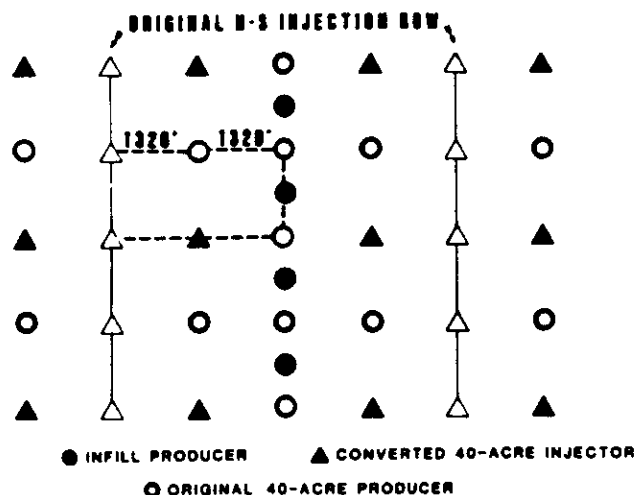 ORIGINAL N-S INJECTION ROW
1320' 1320'
INFILL PRODUCER CONVERTED 40-ACRE INJECTOR
ORIGINAL 40-ACRE PRODUCER